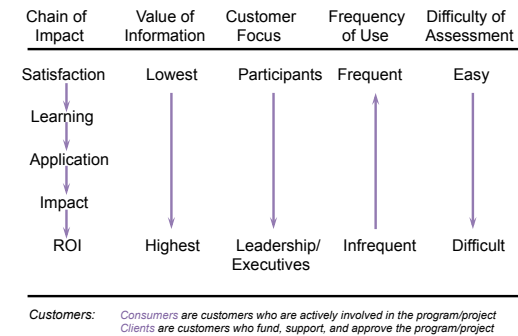 Chain of Impact
Value of Information
Customer Focus
Frequency of Use
Difficulty of Assessment
Satisfaction Lowest Participants Frequent Easy
Learning
Application
Impact
ROI Highest Leadership/ Executives Infrequent Difficult
Customers: Consumers are customers who are actively involved in the program/project
Clients are customers who fund, support, and approve the program/project